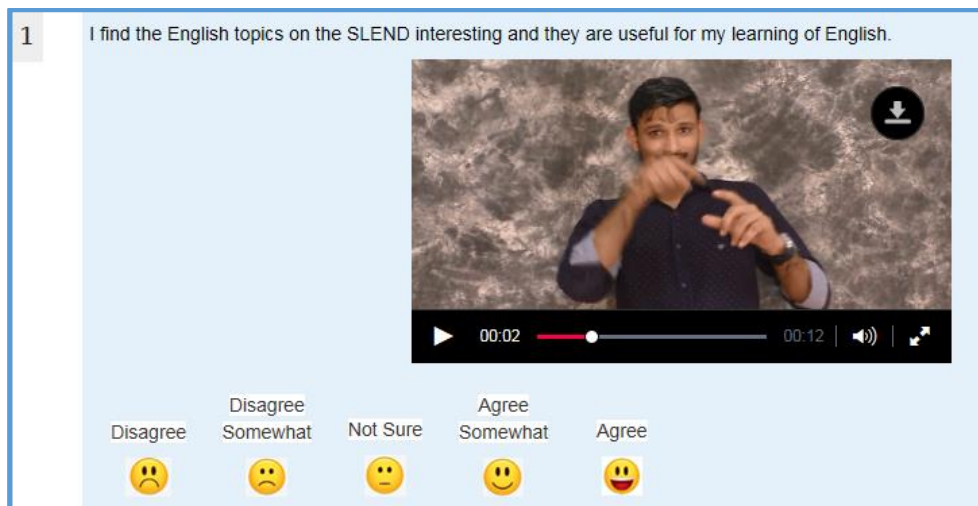 1
I find the English topics on the SLEND interesting and they are useful for my learning of English.
00:02
00:12
Disagree
Disagree
Somewhat
Not Sure
Agree
Somewhat
Agree